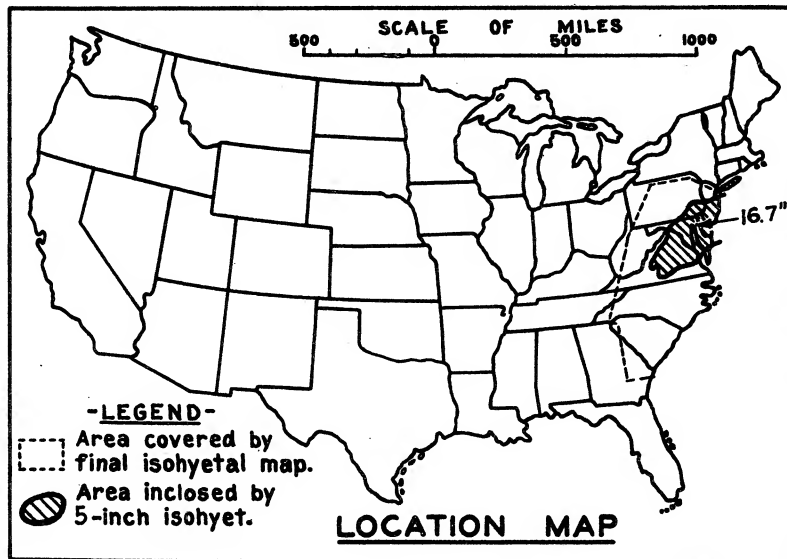 SCALE OF MILES
500 0 500 1000
16.7"
-LEGEND-
Area covered by
final isohyetal map.
Area inclosed by
5-inch isohyet.
LOCATION MAP